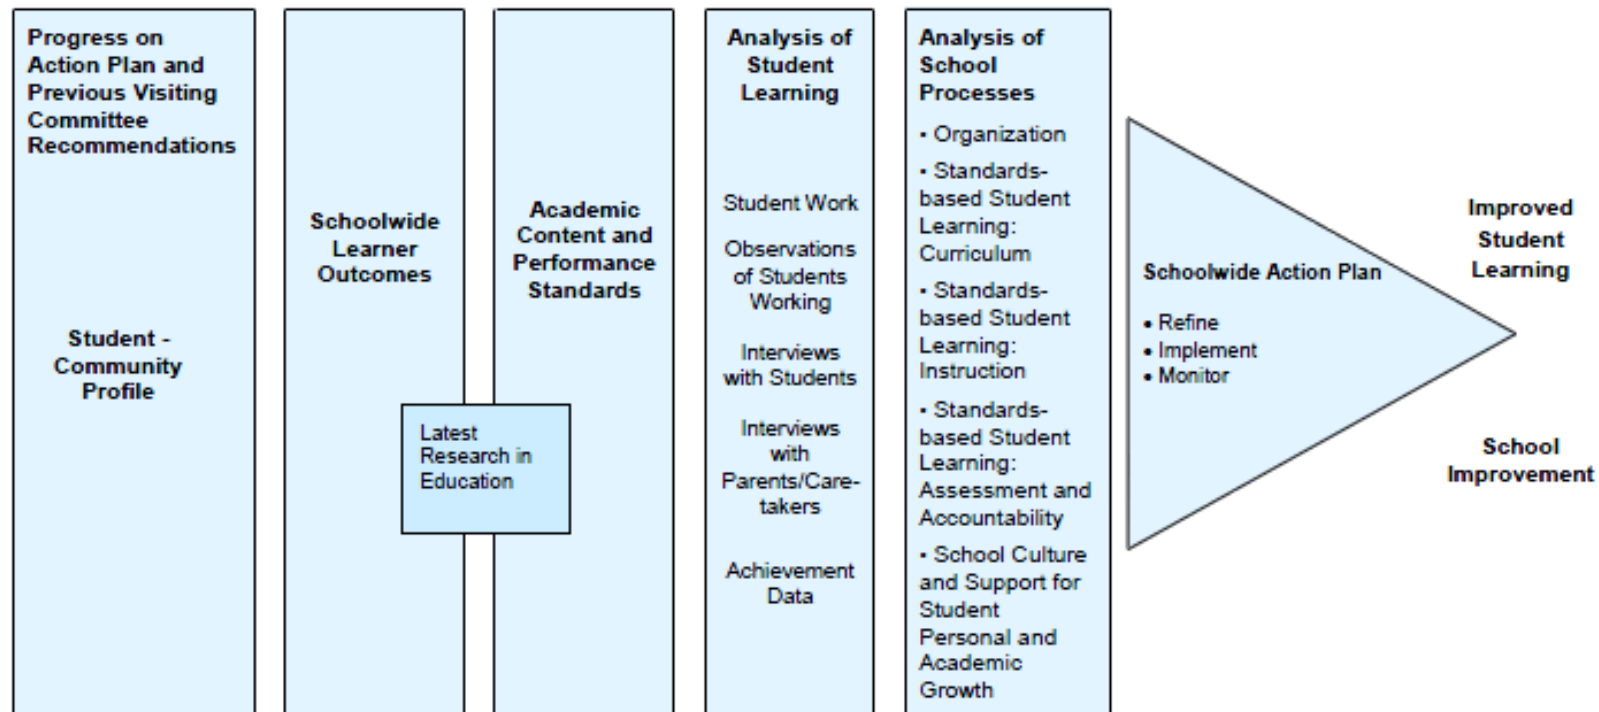 Progress on
Action Plan and
Previous Visiting
Committee
Recommendations
Student -
Community
Profile
Schoolwide
Learner
Outcomes
Academic
Content and
Performance
Standards
Latest
Research in
Education
Analysis of
Student
Learning
Student Work
Observations
of Students
Working
Interviews
with Students
Interviews
with
Parents/Care-
takers
Achievement
Data
Analysis of
School
Processes
▪ Organization
▪ Standards-
based Student
Learning:
Curriculum
▪ Standards-
based Student
Learning:
Instruction
▪ Standards-
based Student
Learning:
Assessment and
Accountability
▪ School Culture
and Support for
Student
Personal and
Academic
Growth
Schoolwide Action Plan
• Refine
• Implement
• Monitor
Improved
Student
Learning
School
Improvement